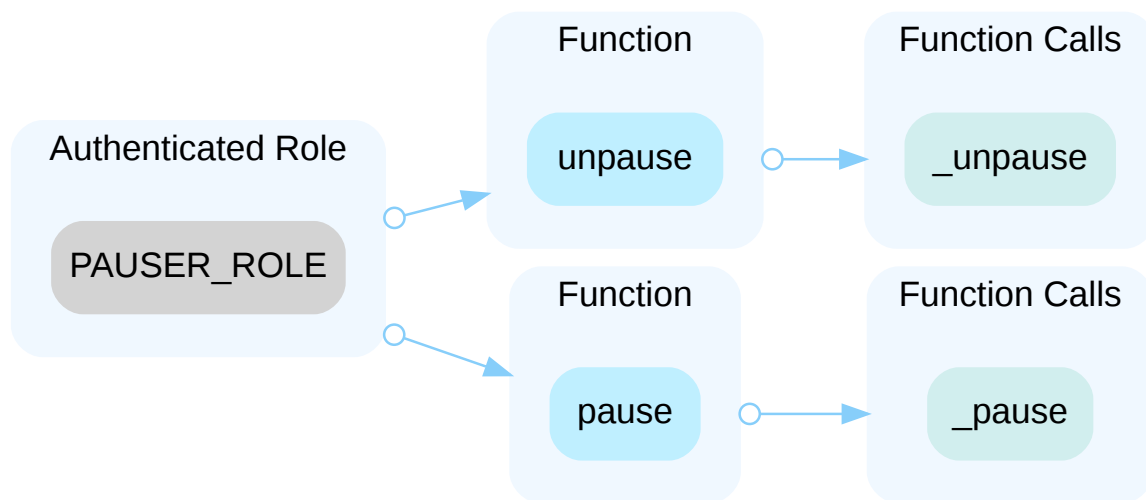 Authenticated Role
PAUSER_ROLE
Function
unpause
Function Calls
_unpause
Function
pause
Function Calls
_pause